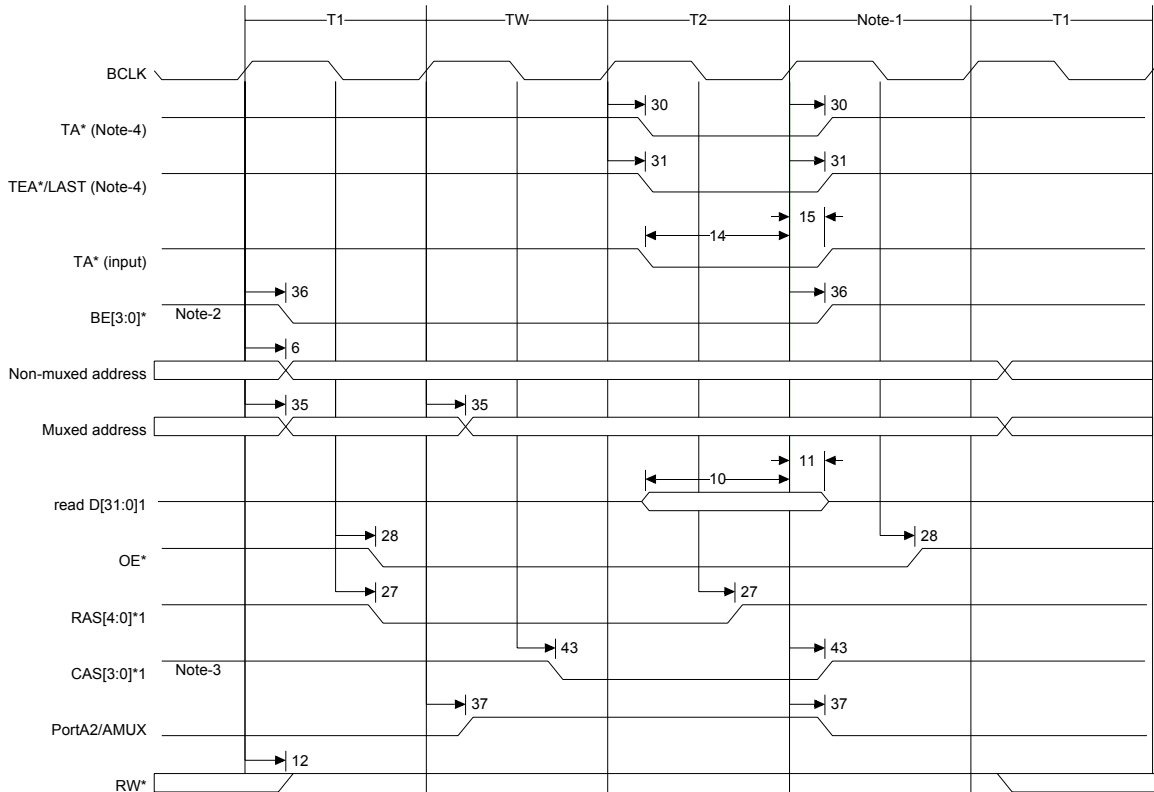 T1 TW T2 Note-1 T1
BCLK
30 30
TA* (Note-4)
31 31
TEA*/LAST (Note-4)
15
14
TA* (input)
36 36
BE[3:0]* Note-2
6
Non-muxed address
35 35
Muxed address
11
10
read D[31:0]1
28 28
OE*
27 27
RAS[4:0]*1
43 43
CAS[3:0]*1 Note-3
37 37
PortA2/AMUX
12
RW*